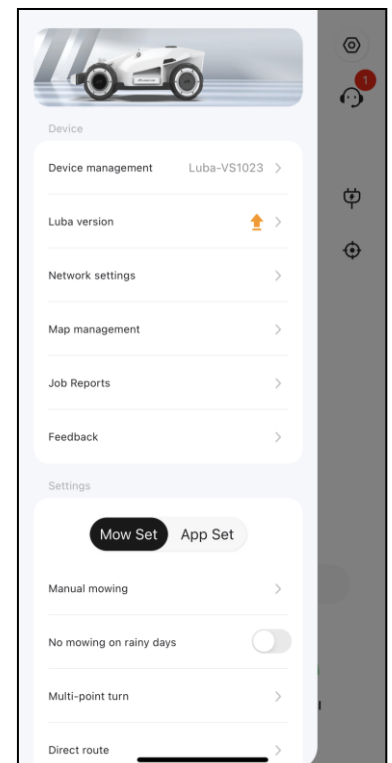 1
Device
Device management Luba-VS1023
Luba version
Network settings
Map management
Job Reports
Feedback
Settings
Mow Set App Set
Manual mowing
No mowing on rainy days
Multi-point turn
Direct route